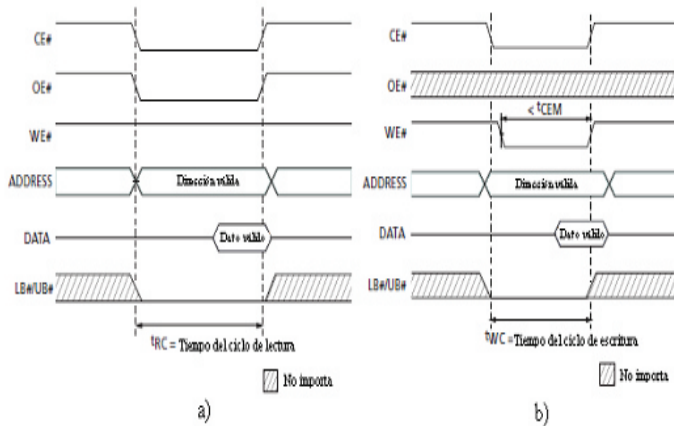 CE#
OE#
WE#
ADDRESS
Dirección válida
DATA
Dato válido
LB#/UB#
tRC = Tiempo del ciclo de lectura
No importa
a)
CE#
OE#
< tCEM
WE#
ADDRESS
Dirección válida
DATA
Dato válido
LB#/UB#
tWC = Tiempo del ciclo de escritura
No importa
b)